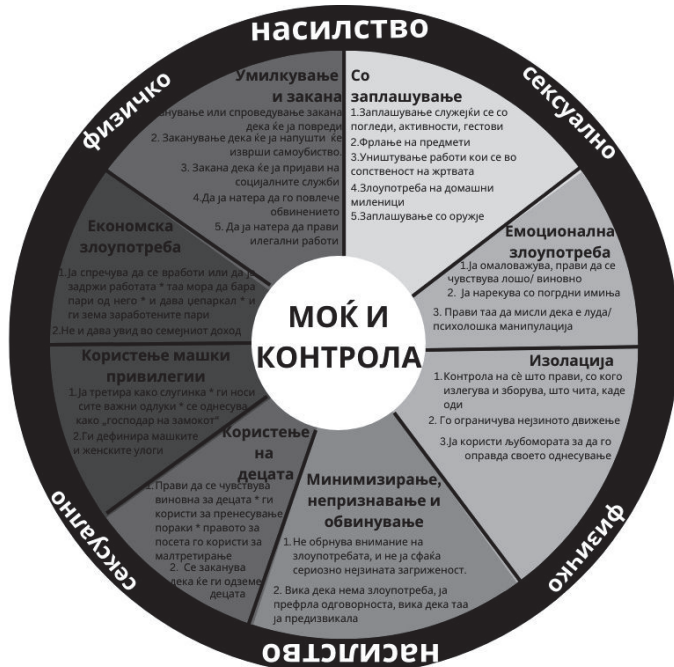 насилство
сексуално
физичко
насилство
сексуално
физичко
МОЌ И
КОНТРОЛА
Со
заплашување
1.Заплашување служејќи се со
погледи, активности, гестови
2.Фрлање на предмети
3.Уништување работи кои се во
сопственост на жртвата
4.Злоупотреба на домашни
миленици
5.Заплашување со оружје
Емоционална
злоупотреба
1.Ја омаловажува, прави да се
чувствува лошо/ виновно
2. Ја нарекува со погрдни имиња
3. Прави таа да мисли дека е луда/
психолошка манипулација
Изолација
1.Контрола на сѐ што прави, со кого
излегува и зборува, што чита, каде
оди
2. Го ограничува нејзиното движење
3.Ја користи љубомората за да го
оправда своето однесување
Минимизирање,
непризнавање и
обвинување
1. Не обрнува внимание на
злоупотребата, и не ја сфаќа
сериозно нејзината загриженост.
2. Вика дека нема злоупотреба, ја
префрла одговорноста, вика дека таа
ја предизвикала
Користење
на
децата
1.Прави да се чувствува
виновна за децата * ги
користи за пренесување
пораки * правото за
посета го користи за
малтретирање
2. Се заканува
дека ќе ги одземе
децата
Користење машки
привилегии
1.Ја третира како слугинка * ги носи
сите важни одлуки * се однесува
како „господар на замокот“
2.Ги дефинира машките
и женските улоги
Економска
злоупотреба
1.Ја спречува да се вработи или да ја
задржи работата * таа мора да бара
пари од него * и дава џепарлак * и
ги зема заработените пари
2.Не и дава увид во семејниот доход
Умилкување
и закана
или спроведување закана
дека ќе ја повреди
2. Заканување дека ќе ја напушти ќе
изврши самоубиство.
3. Закана дека ќе ја пријави на
социјалните служби
4.Да ја натера да го повлече
обвинението
5. Да ја натера да прави
илегални работи